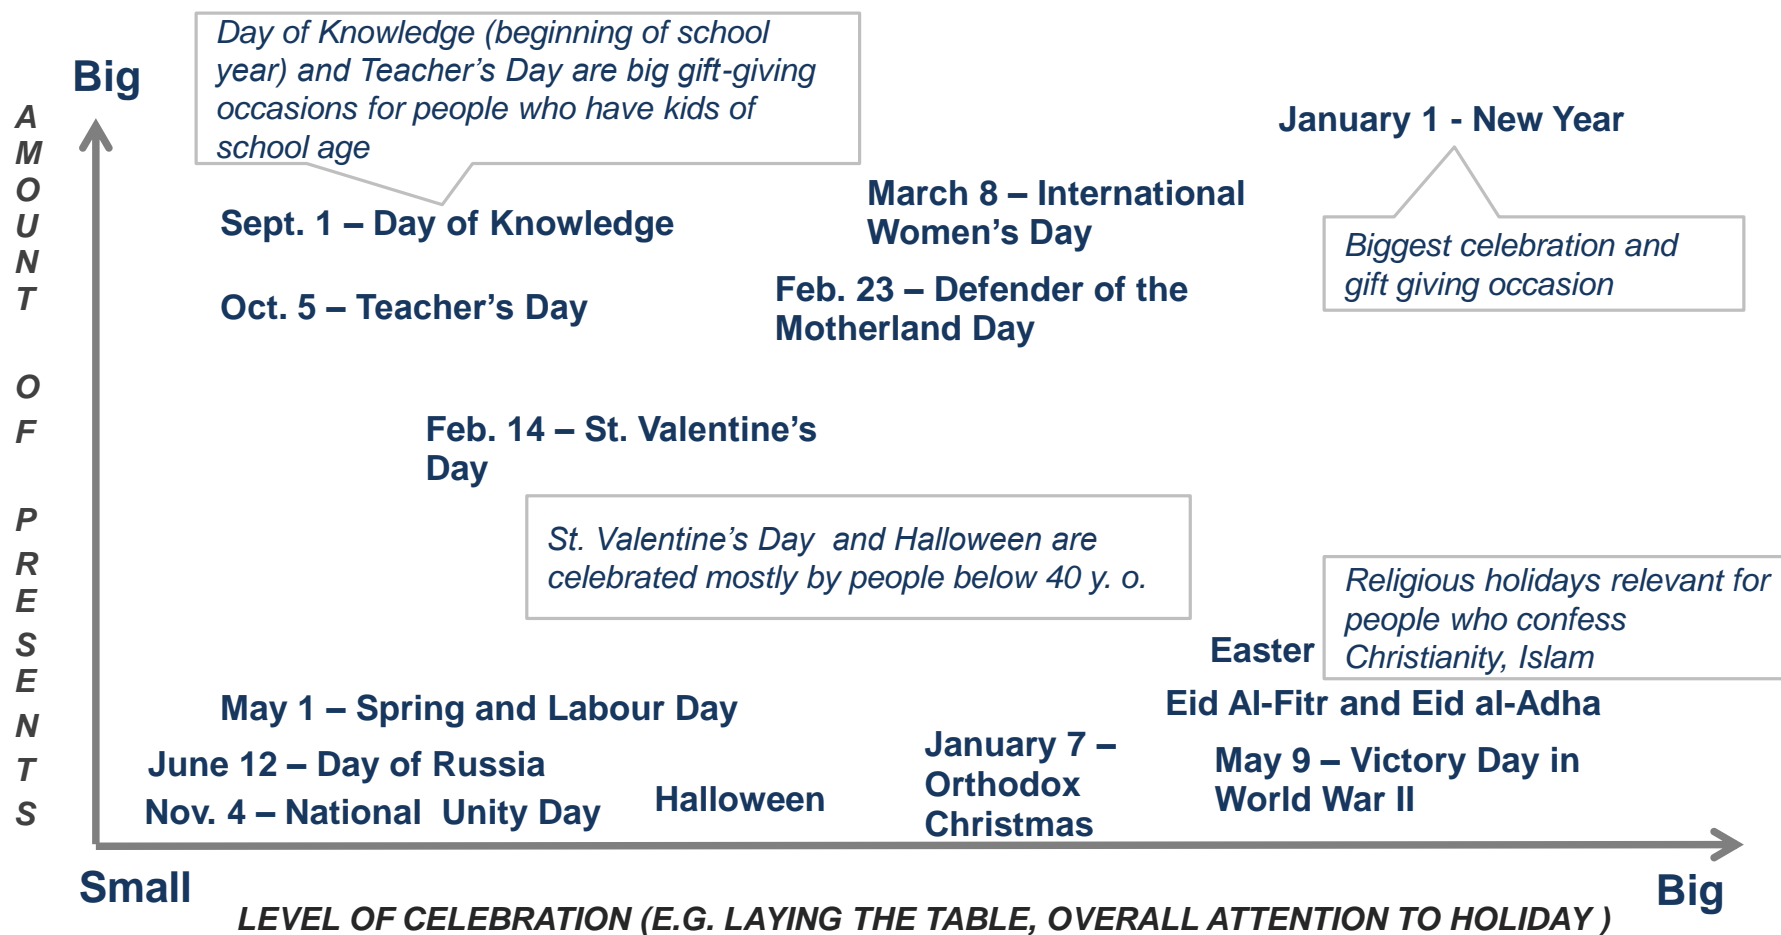 Day of Knowledge (beginning of school
year) and Teacher’s Day are big gift-giving
occasions for people who have kids of
school age
Big
AMOUNT OF PRESENTS
January 1 - New Year
March 8 – International
Women’s Day
Sept. 1 – Day of Knowledge
Biggest celebration and
gift giving occasion
Feb. 23 – Defender of the
Motherland Day
Oct. 5 – Teacher’s Day
Feb. 14 – St. Valentine’s
Day
St. Valentine’s Day and Halloween are
celebrated mostly by people below 40 y. o.
Religious holidays relevant for
people who confess
Christianity, Islam
Easter
Eid Al-Fitr and Eid al-Adha
May 1 – Spring and Labour Day
January 7 –
Orthodox
Christmas
May 9 – Victory Day in
World War II
June 12 – Day of Russia
Nov. 4 – National Unity Day
Halloween
Small
Big
LEVEL OF CELEBRATION (E.G. LAYING THE TABLE, OVERALL ATTENTION TO HOLIDAY )